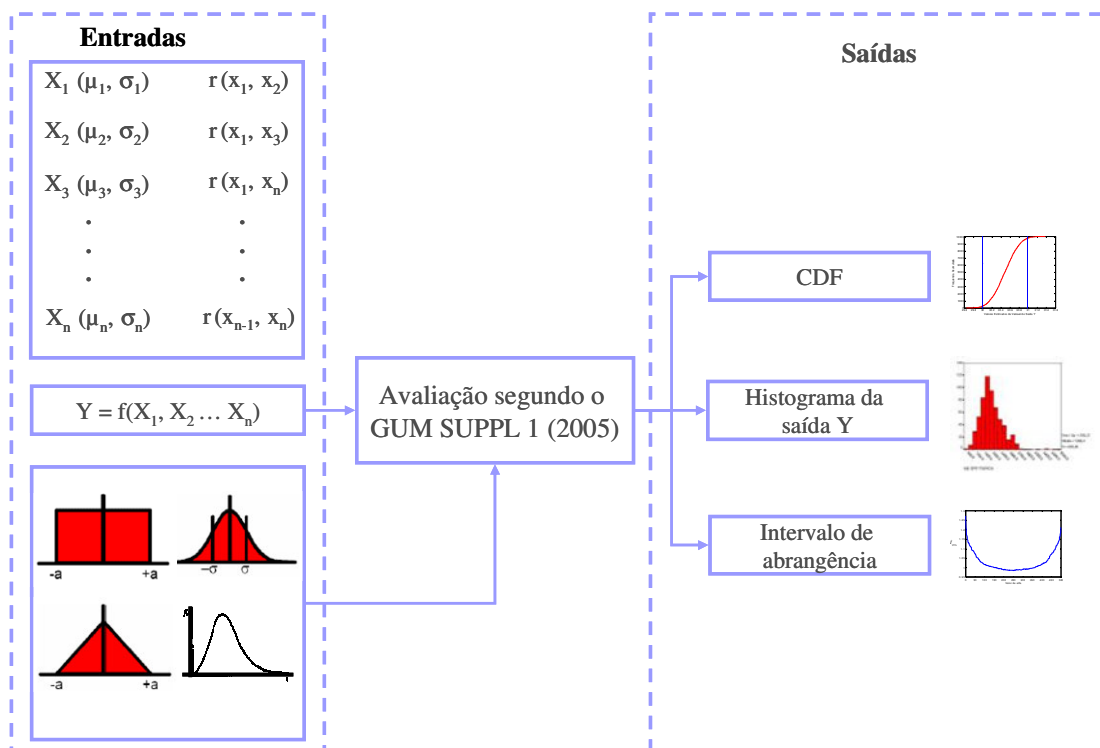 Entradas
X1 (μ1, σ1) r (x1, x2)
X2 (μ2, σ2) r (x1, x3)
X3 (μ3, σ3) r (x1, xn)
. .
. .
. .
Xn (μn, σn) r (xn-1, xn)
Y = f(X1, X2 … Xn)
-a +a
−σ σ
-a +a
Avaliação segundo o
GUM SUPPL 1 (2005)
Saídas
CDF
Histograma da
saída Y
Intervalo de
abrangência